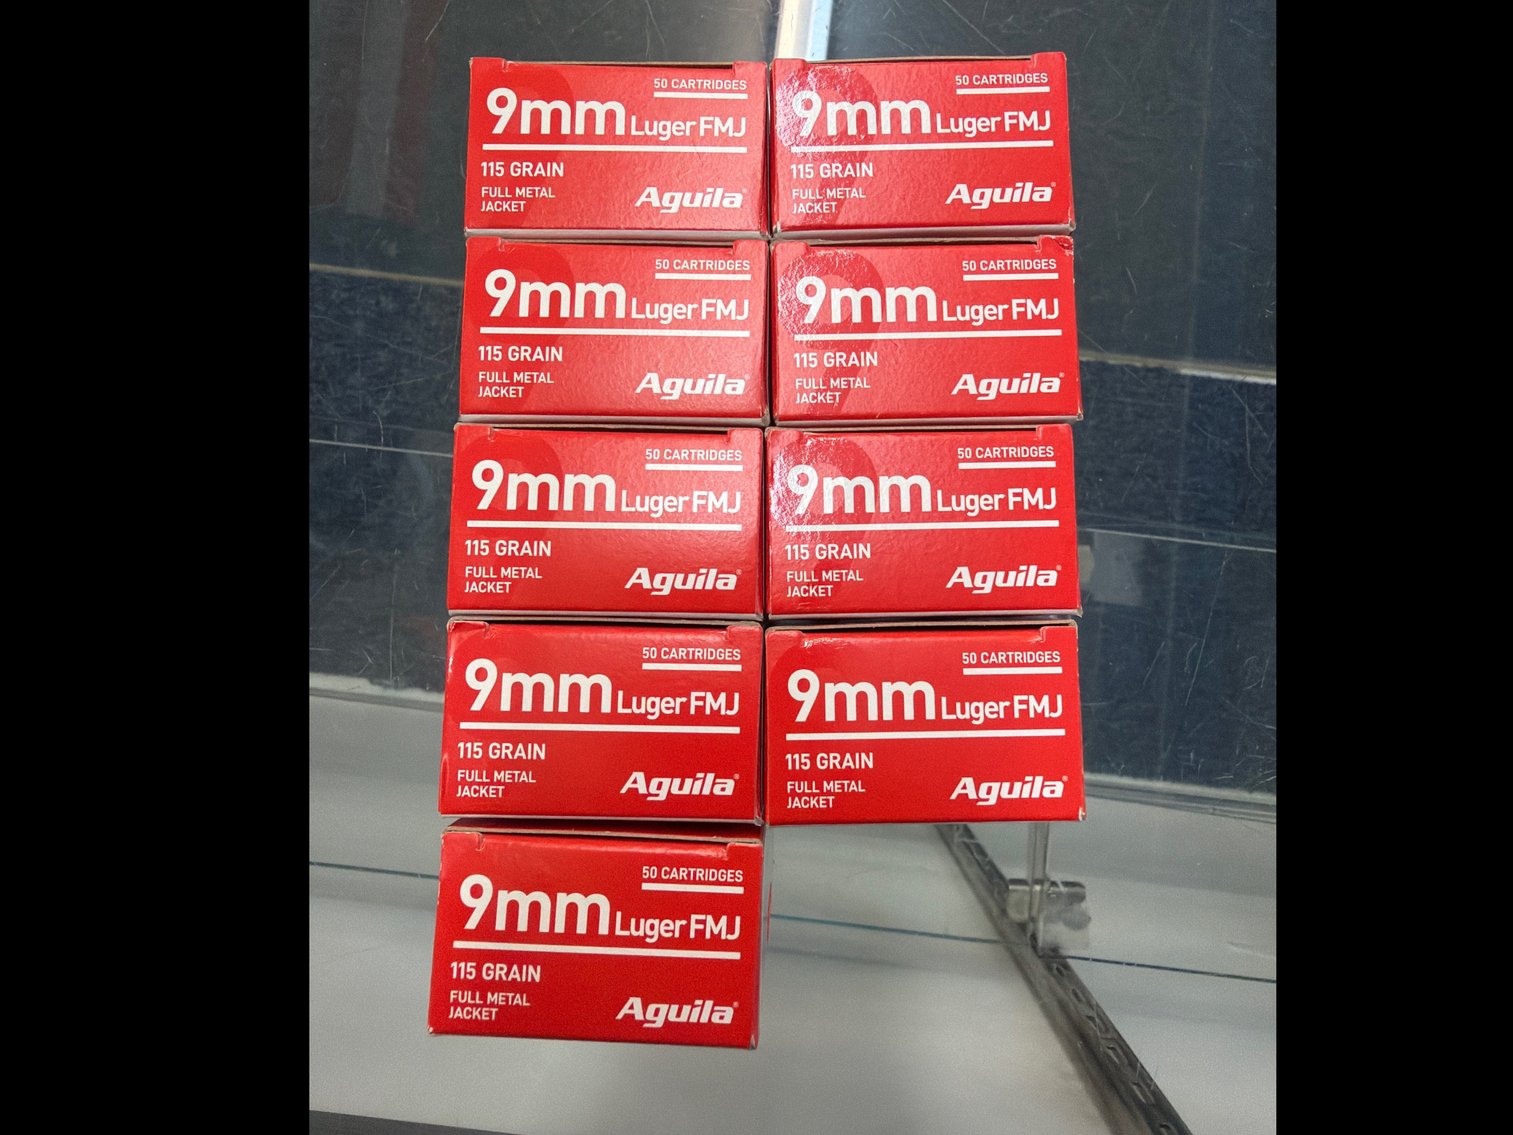 50 CARTRIDGES
9mm Luger FMJ
115 GRAIN
FULL METAL
JACKET
Aguila
50 CARTRIDGES
9mm Luger FMJ
115 GRAIN
FULL METAL
JACKET
Aguila
50 CARTRIDGES
9mm Luger FMJ
115 GRAIN
FULL METAL
JACKET
Aguila
50 CARTRIDGES
9mm Luger FMJ
115 GRAIN
FULL METAL
JACKET
Aguila
50 CARTRIDGES
9mm Luger FMJ
115 GRAIN
FULL METAL
JACKET
Aguila
50 CARTRIDGES
9mm Luger FMJ
115 GRAIN
FULL METAL
JACKET
Aguila
50 CARTRIDGES
9mm Luger FMJ
115 GRAIN
FULL METAL
JACKET
Aguila
50 CARTRIDGES
9mm Luger FMJ
115 GRAIN
FULL METAL
JACKET
Aguila
50 CARTRIDGES
9mm Luger FMJ
115 GRAIN
FULL METAL
JACKET
Aguila